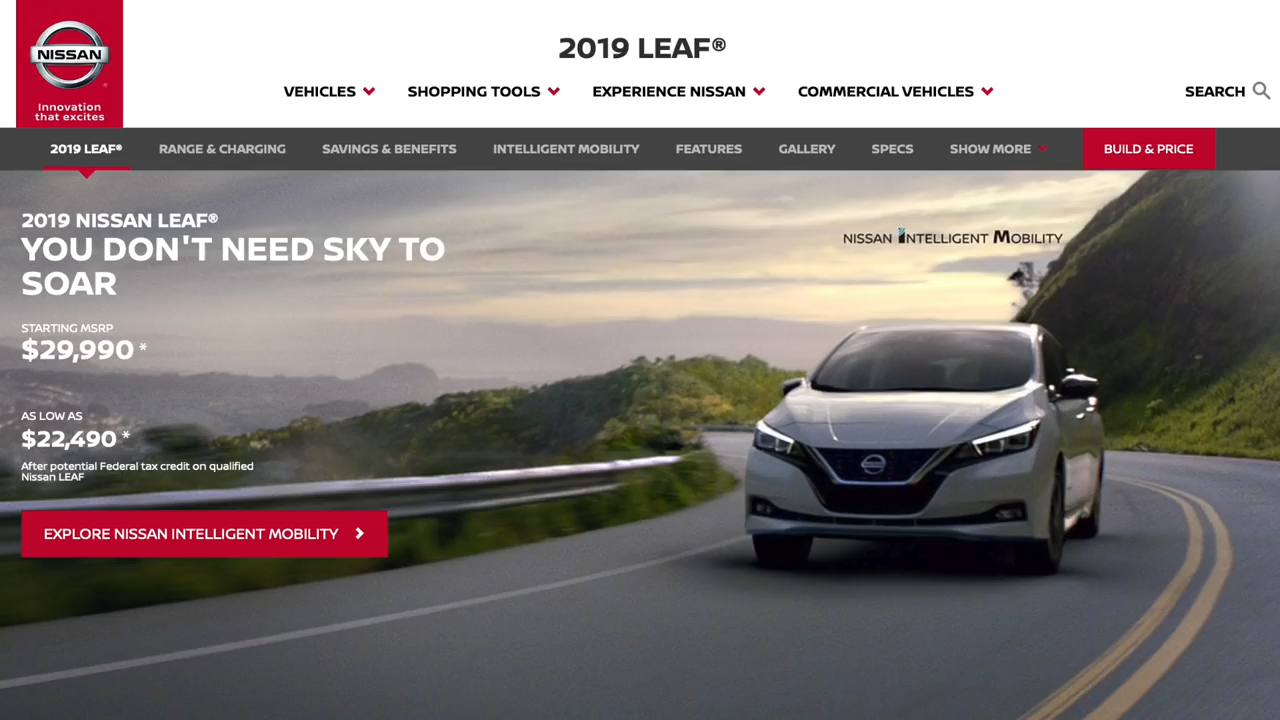 NISSAN
Innovation
that excites
2019 LEAF®
VEHICLES
SHOPPING TOOLS
EXPERIENCE NISSAN
COMMERCIAL VEHICLES
SEARCH
2019 LEAF®
RANGE & CHARGING
SAVINGS & BENEFITS
INTELLIGENT MOBILITY
FEATURES
GALLERY
SPECS
SHOW MORE
BUILD & PRICE
2019 NISSAN LEAF®
YOU DON'T NEED SKY TO
SOAR
NISSAN INTELLIGENT MOBILITY
STARTING MSRP
$29,990 *
AS LOW AS
$22,490 *
After potential Federal tax credit on qualified
Nissan LEAF
EXPLORE NISSAN INTELLIGENT MOBILITY